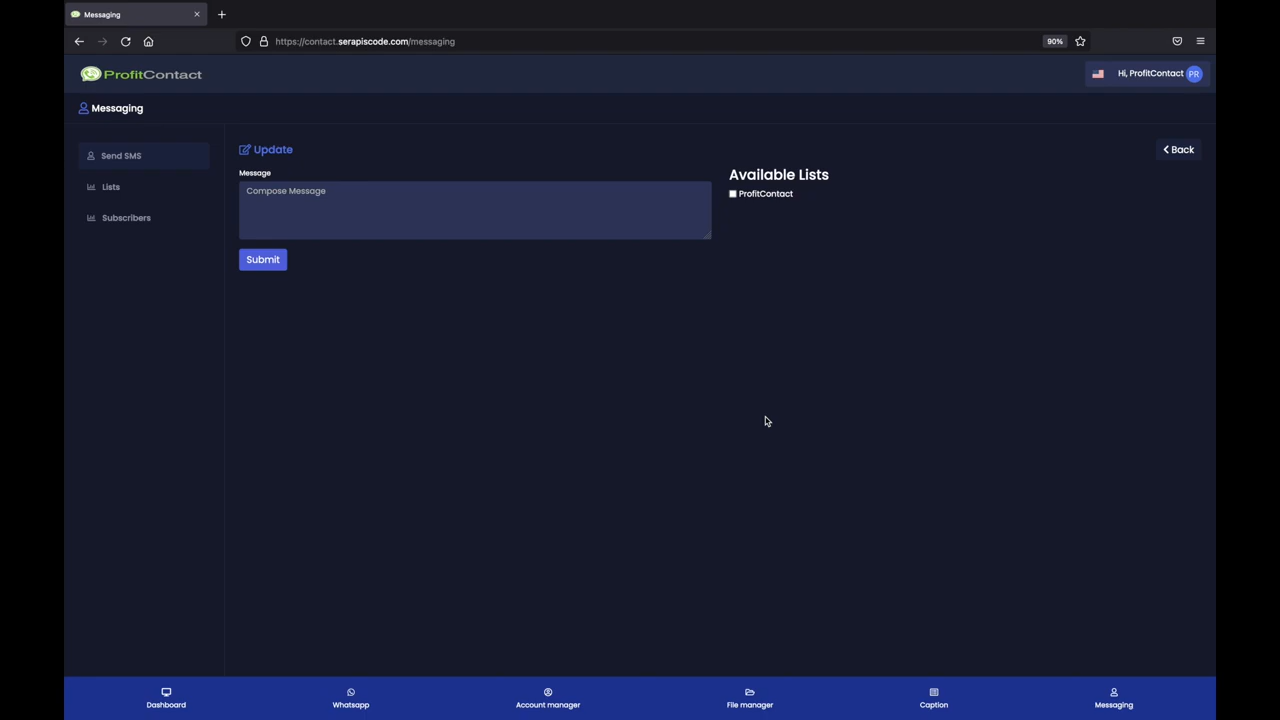 Messaging
https://contact.serapiscode.com/messaging
90%
ProfitContact
Hi, ProfitContact PR
Messaging
Send SMS
Lists
Subscribers
Update
Back
Message
Compose Message
Submit
Available Lists
ProfitContact
Dashboard
Whatsapp
Account manager
File manager
Caption
Messaging